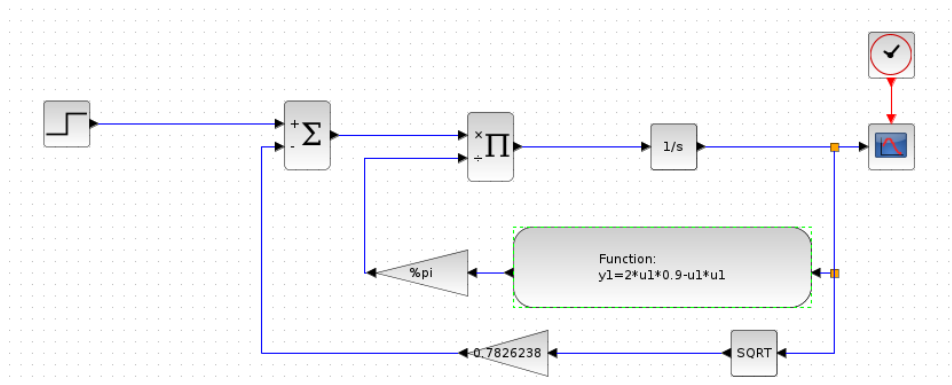 +
-
Σ
×
÷
Π
1/s
%pi
Function:
y1=2*u1*0.9-u1*u1
0.7826238
SQRT